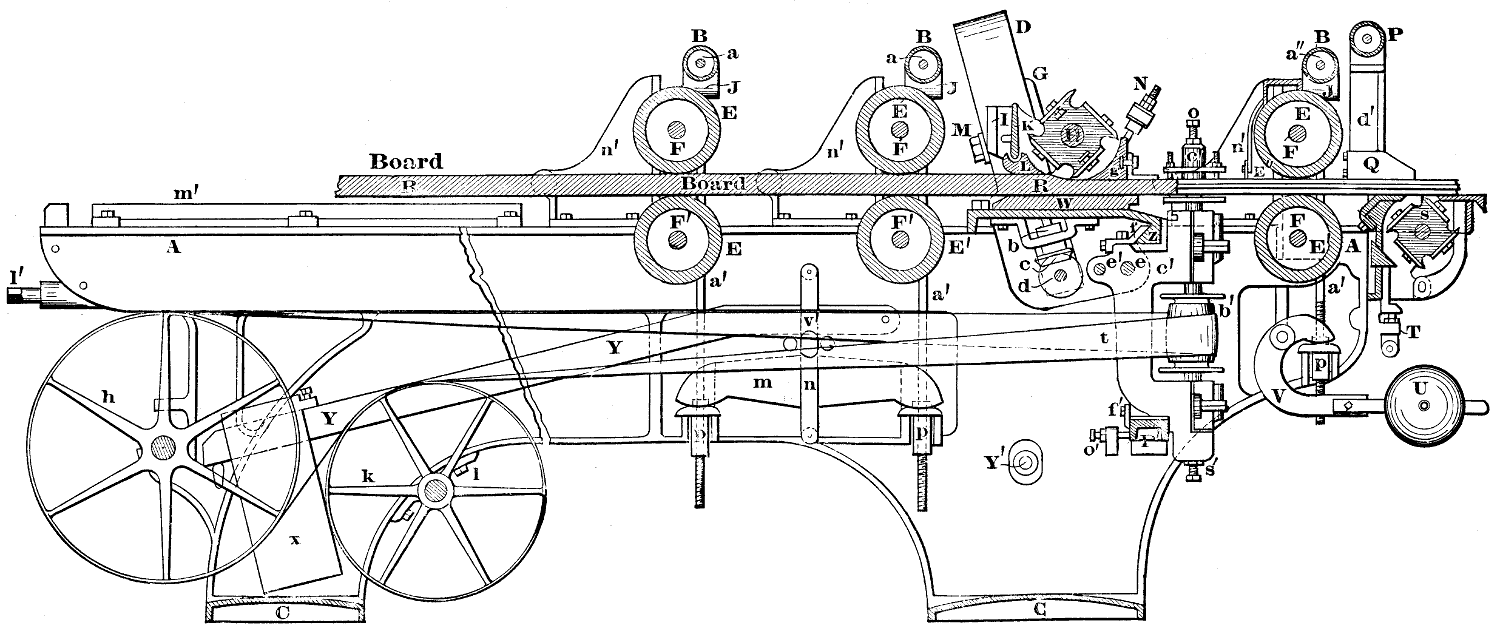 B a J E F n'
B a J E F n'
D G I K M N L
o c
B a" J E F n' E"
P d' Q
Board
R Board R
m' W
A F' E F' E' F E A
b c d e' e c' f z
s T
l' a' a' a' b'
h Y Y v' t
m n p p p V U
k l x
f' r o' s' Y'
C C